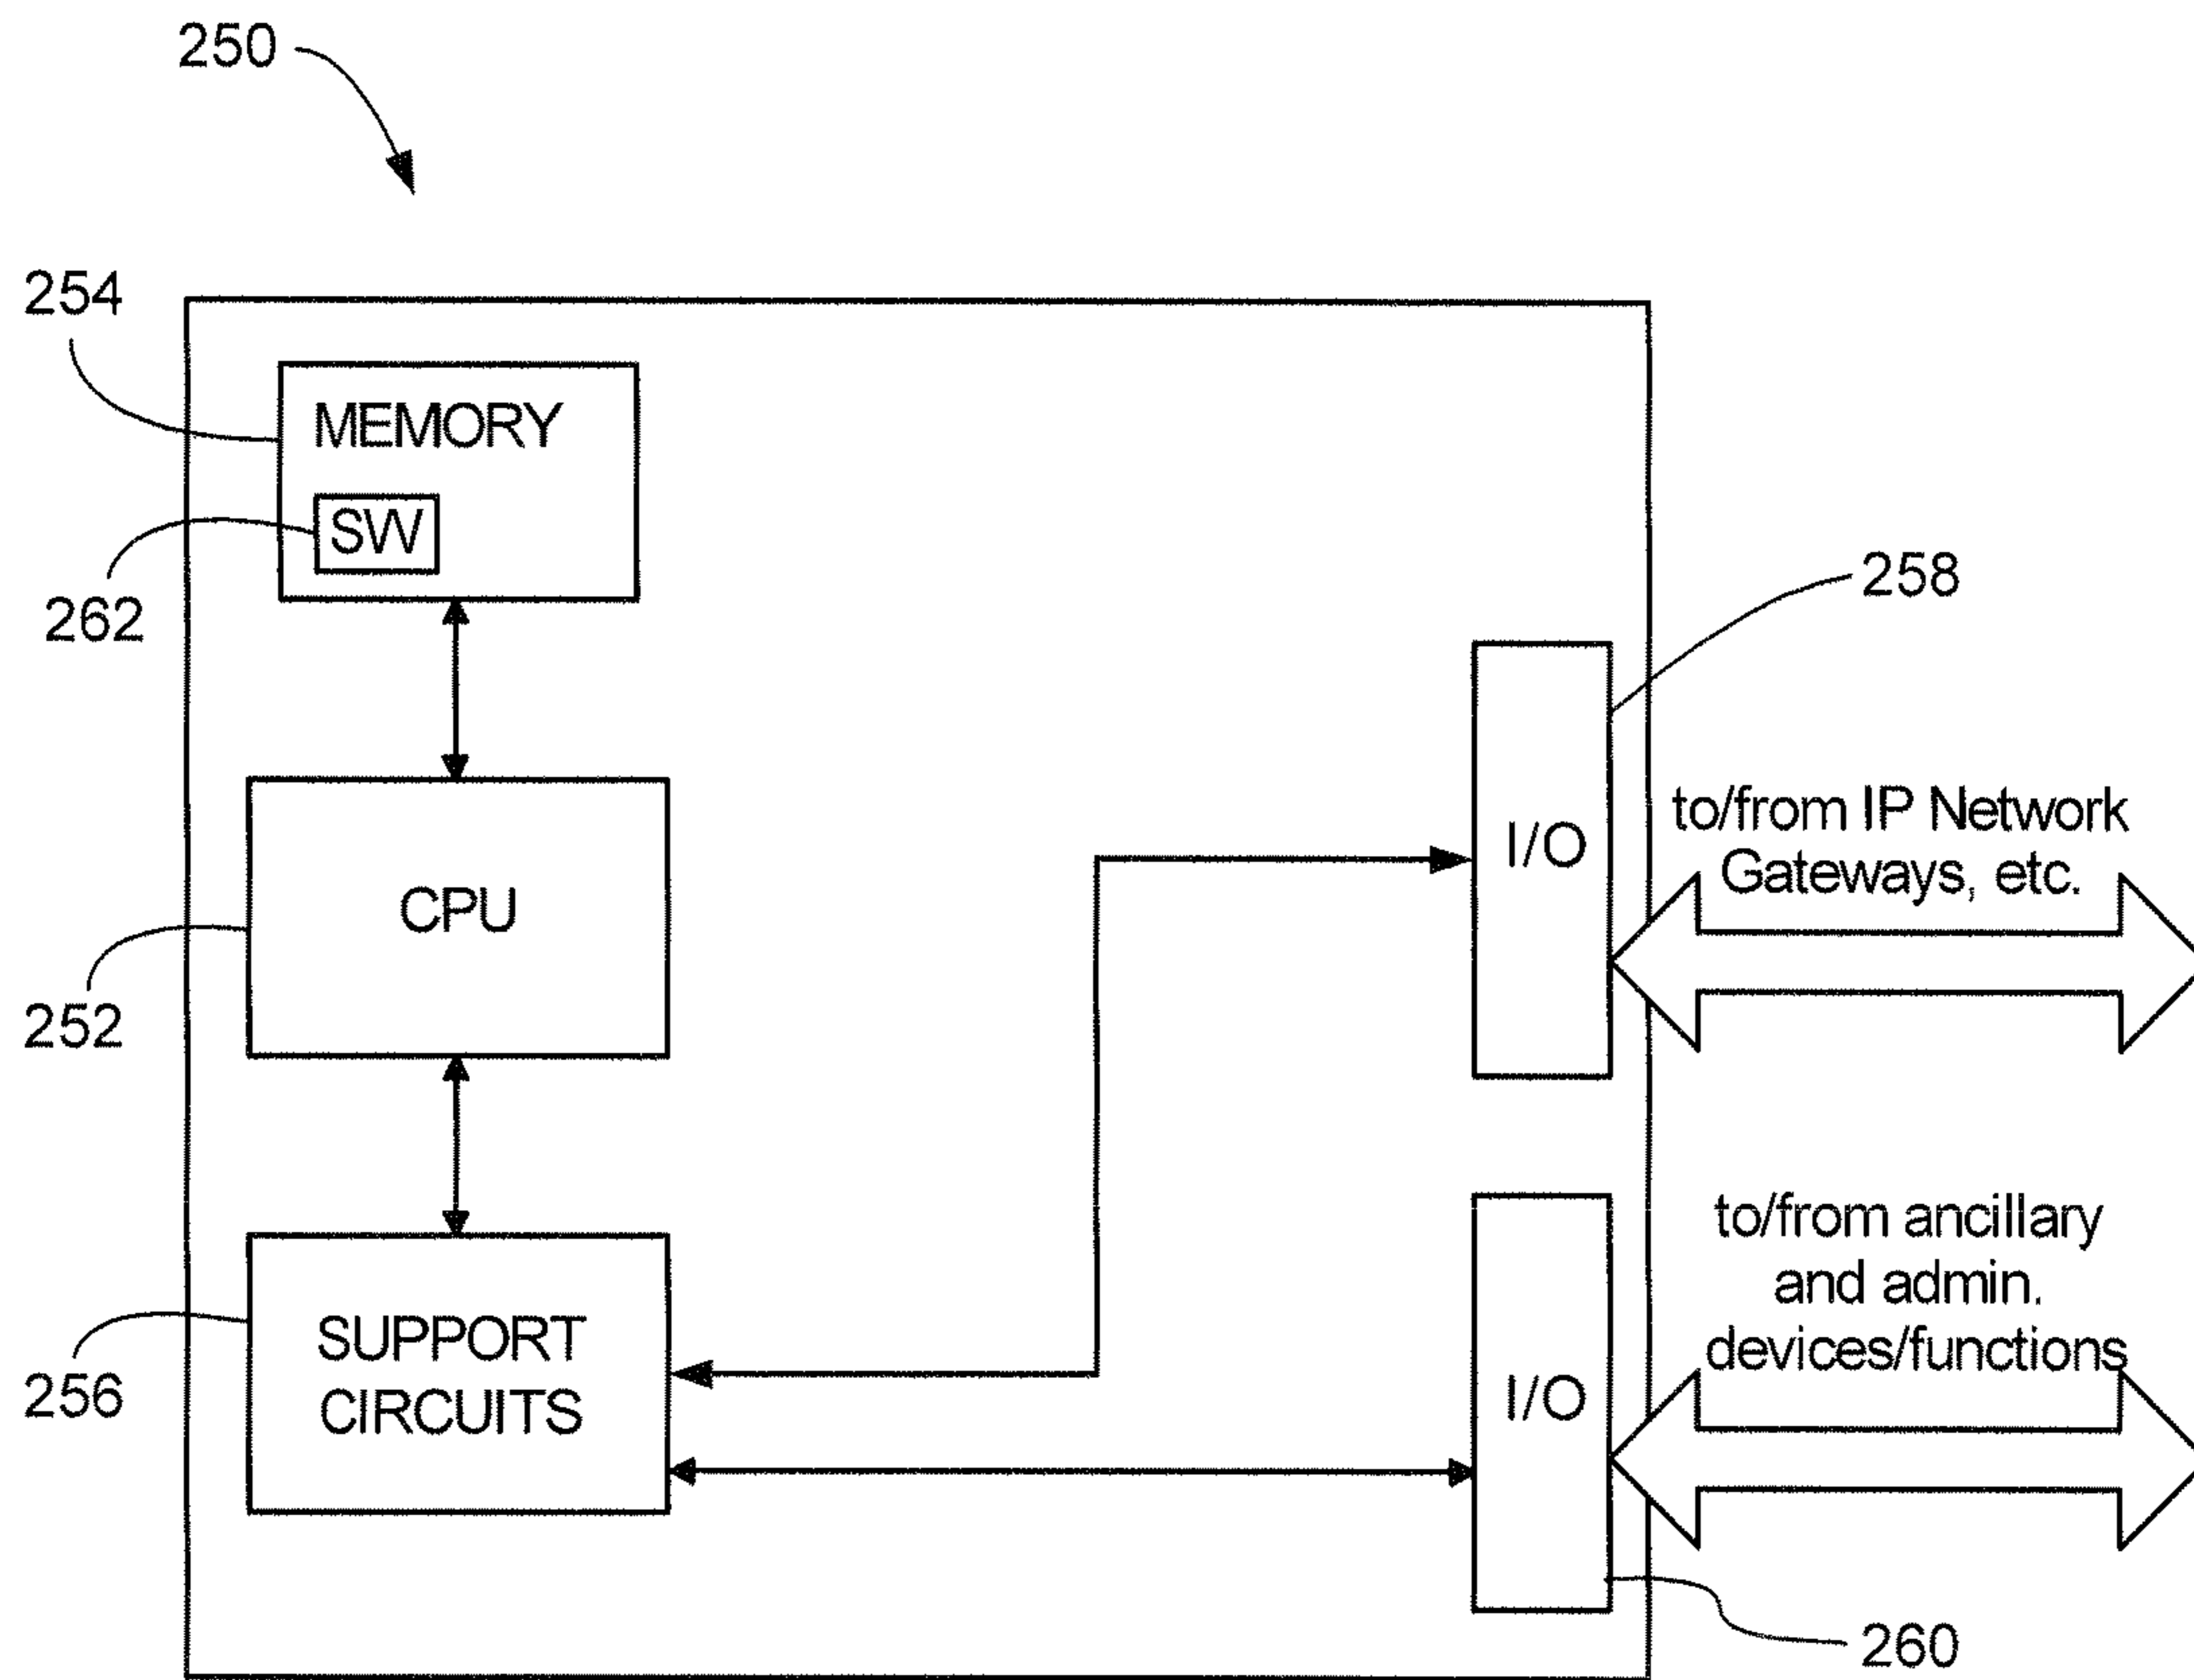 250
254
MEMORY
SW
262
258
I/O
to/from IP Network
Gateways, etc.
CPU
252
to/from ancillary
and admin.
devices/functions
SUPPORT
CIRCUITS
256
I/O
260